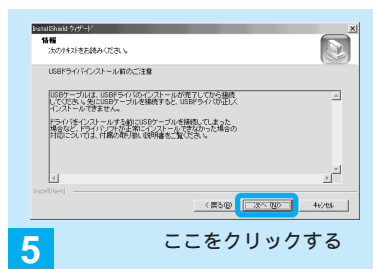 InstallShield ウィザード
情報
次のテキストをお読みください。
USBドライバインストール前のご注意
USBケーブルは、USBドライバのインストールが完了してから接続
してください。先にUSBケーブルを接続すると、USBドライバが正しく
インストールできません。
ドライバをインストールする前にUSBケーブルを接続してしまった
場合など、ドライバソフトが正常にインストールできなかった場合の
対応については、付属の取り扱い説明書をご覧ください。
InstallShield
< 戻る(B) 次へ(N)> キャンセル
5 ここをクリックする